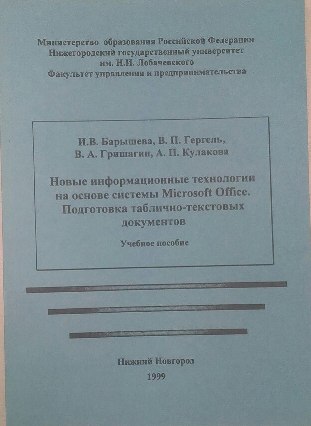 Министерство образования Российской Федерации
Нижегородский государственный университет
им. Н.И. Лобачевского
Факультет управления и предпринимательства
И.В. Барышева, В. П. Гергель,
В. А. Гришагин, А. П. Кулакова
Новые информационные технологии
на основе системы Microsoft Office.
Подготовка таблично-текстовых
документов
Учебное пособие
Нижний Новгород
1999